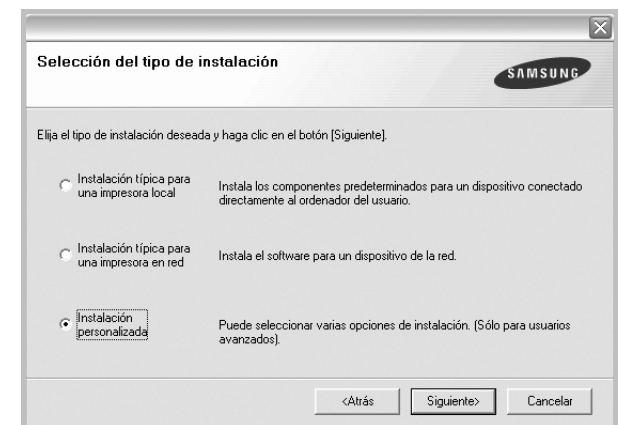 Selección del tipo de instalación
SAMSUNG
Elija el tipo de instalación deseada y haga clic en el botón [Siguiente].
Instalación típica para
una impresora local
Instala los componentes predeterminados para un dispositivo conectado
directamente al ordenador del usuario.
Instalación típica para
una impresora en red
Instala el software para un dispositivo de la red.
Instalación
personalizada
Puede seleccionar varias opciones de instalación. (Sólo para usuarios
avanzados).
<Atrás
Siguiente>
Cancelar